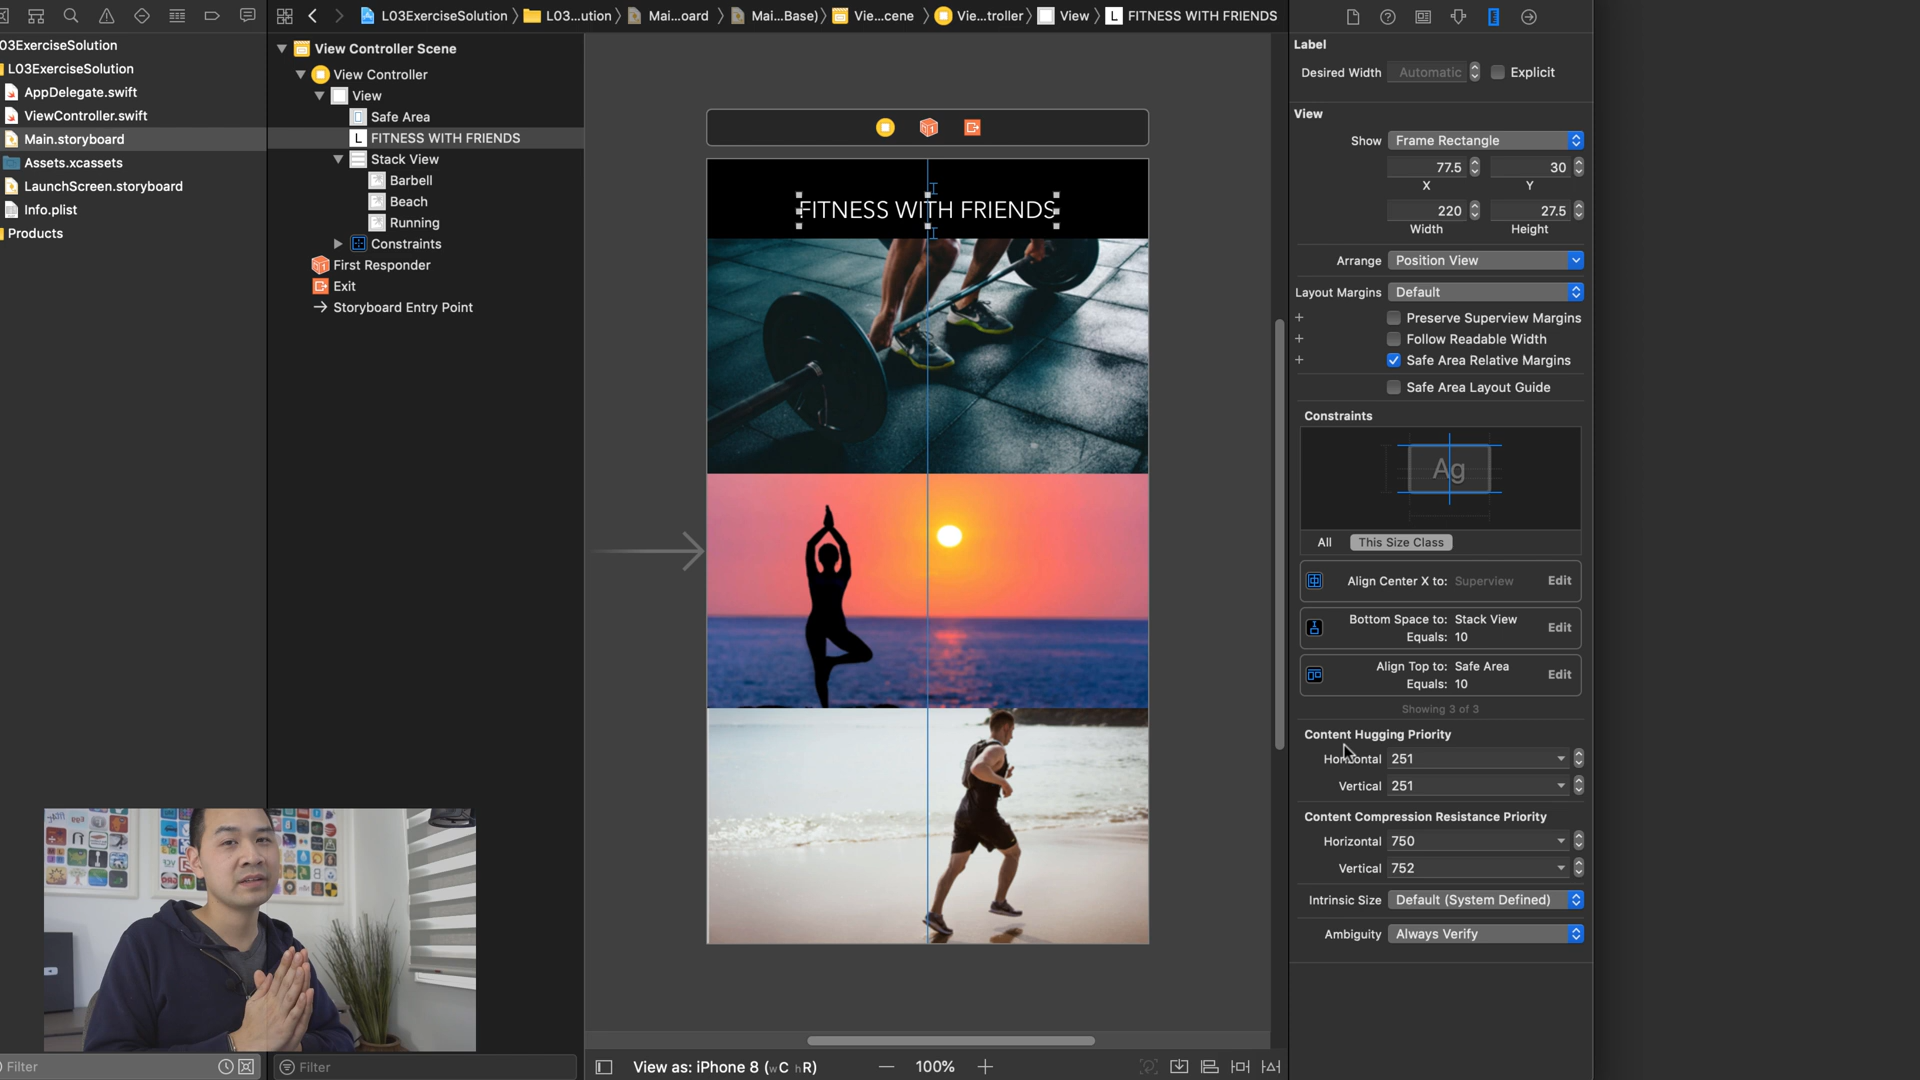 L03ExerciseSolution
L03...ution
Mai...oard
Mai...Base)
Vie...cene
Vie...troller
View
L FITNESS WITH FRIENDS
03ExerciseSolution
L03ExerciseSolution
AppDelegate.swift
ViewController.swift
Main.storyboard
Assets.xcassets
LaunchScreen.storyboard
Info.plist
Products
Filter
View Controller Scene
View Controller
View
Safe Area
L FITNESS WITH FRIENDS
Stack View
Barbell
Beach
Running
Constraints
First Responder
Exit
Storyboard Entry Point
Filter
FITNESS WITH FRIENDS
View as: iPhone 8 (wC hR)
100%
Label
Desired Width Automatic Explicit
View
Show Frame Rectangle
77.5 30
X Y
220 27.5
Width Height
Arrange Position View
Layout Margins Default
Preserve Superview Margins
Follow Readable Width
Safe Area Relative Margins
Safe Area Layout Guide
Constraints
Ag
All This Size Class
Align Center X to: Superview Edit
Bottom Space to: Stack View
Equals: 10 Edit
Align Top to: Safe Area
Equals: 10 Edit
Showing 3 of 3
Content Hugging Priority
Horizontal 251
Vertical 251
Content Compression Resistance Priority
Horizontal 750
Vertical 752
Intrinsic Size Default (System Defined)
Ambiguity Always Verify